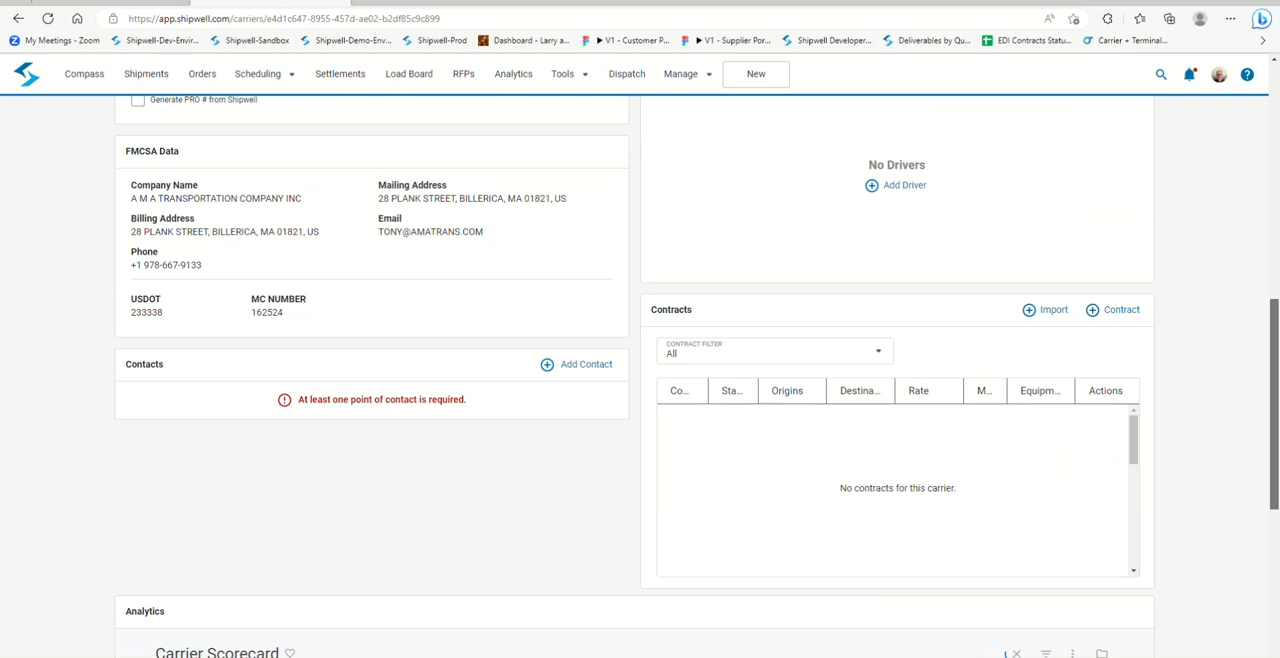 https://app.shipwell.com/carriers/e4d1c647-8955-457d-ae02-b2df85c9c899
My Meetings - Zoom
Shipwell-Dev-Envir...
Shipwell-Sandbox
Shipwell-Demo-Env...
Shipwell-Prod
Dashboard - Larry a...
V1 - Customer P...
V1 - Supplier Por...
Shipwell Developer...
Deliverables by Qu...
EDI Contracts Statu...
Carrier + Terminal...
Compass
Shipments
Orders
Scheduling
Settlements
Load Board
RFPs
Analytics
Tools
Dispatch
Manage
New
Generate PRO # from Shipwell
FMCSA Data
Company Name
A M A TRANSPORTATION COMPANY INC
Mailing Address
28 PLANK STREET, BILLERICA, MA 01821, US
Billing Address
28 PLANK STREET, BILLERICA, MA 01821, US
Email
TONY@AMATRANS.COM
Phone
+1 978-667-9133
USDOT
233338
MC NUMBER
162524
Contacts
Add Contact
At least one point of contact is required.
No Drivers
Add Driver
Contracts
Import
Contract
CONTRACT FILTER
All
Co...
Sta...
Origins
Destina...
Rate
M...
Equipm...
Actions
No contracts for this carrier.
Analytics
Carrier Scorecard